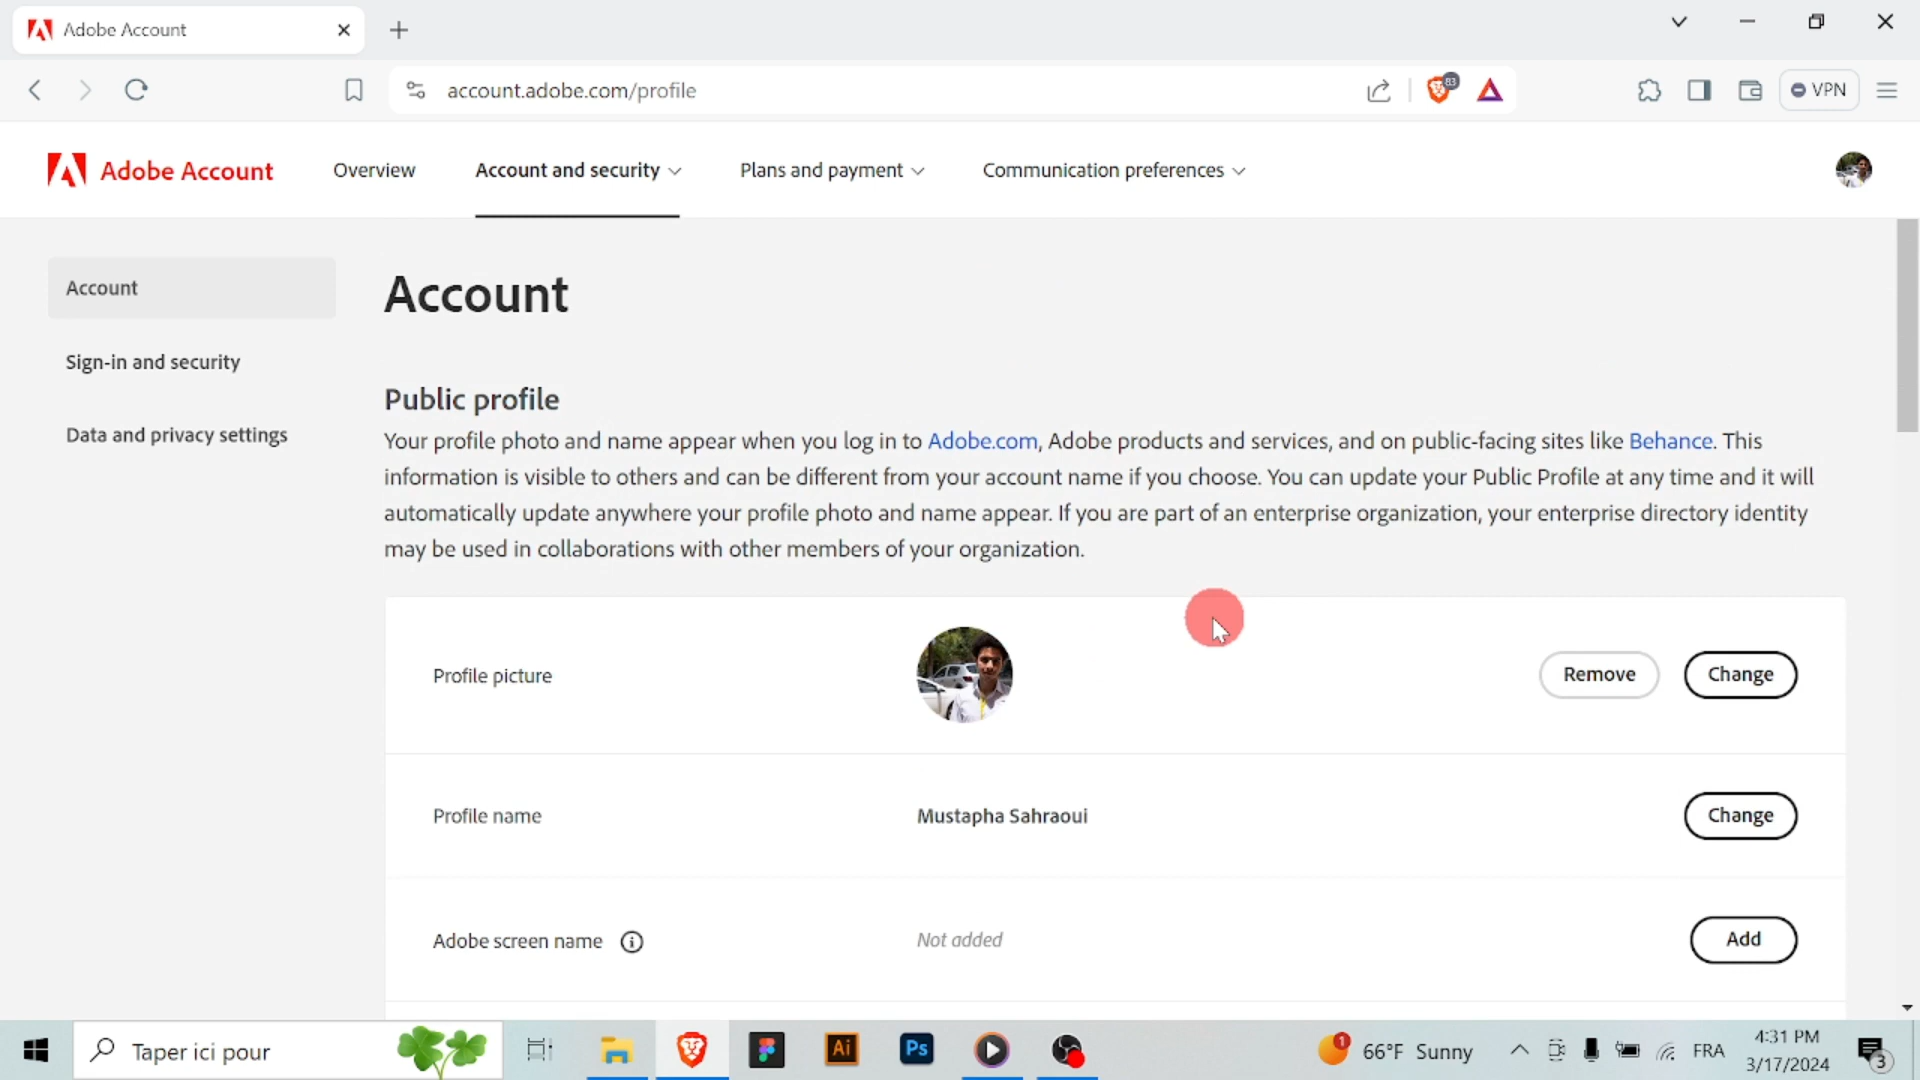 Adobe Account
account.adobe.com/profile
83
VPN
Adobe Account
Overview
Account and security
Plans and payment
Communication preferences
Account
Sign-in and security
Data and privacy settings
Account
Public profile
Your profile photo and name appear when you log in to Adobe.com, Adobe products and services, and on public-facing sites like Behance. This
information is visible to others and can be different from your account name if you choose. You can update your Public Profile at any time and it will
automatically update anywhere your profile photo and name appear. If you are part of an enterprise organization, your enterprise directory identity
may be used in collaborations with other members of your organization.
Profile picture
Remove
Change
Profile name
Mustapha Sahraoui
Change
Adobe screen name
Not added
Add
Taper ici pour
Ai
Ps
1
66°F Sunny
FRA
4:31 PM
3/17/2024
3